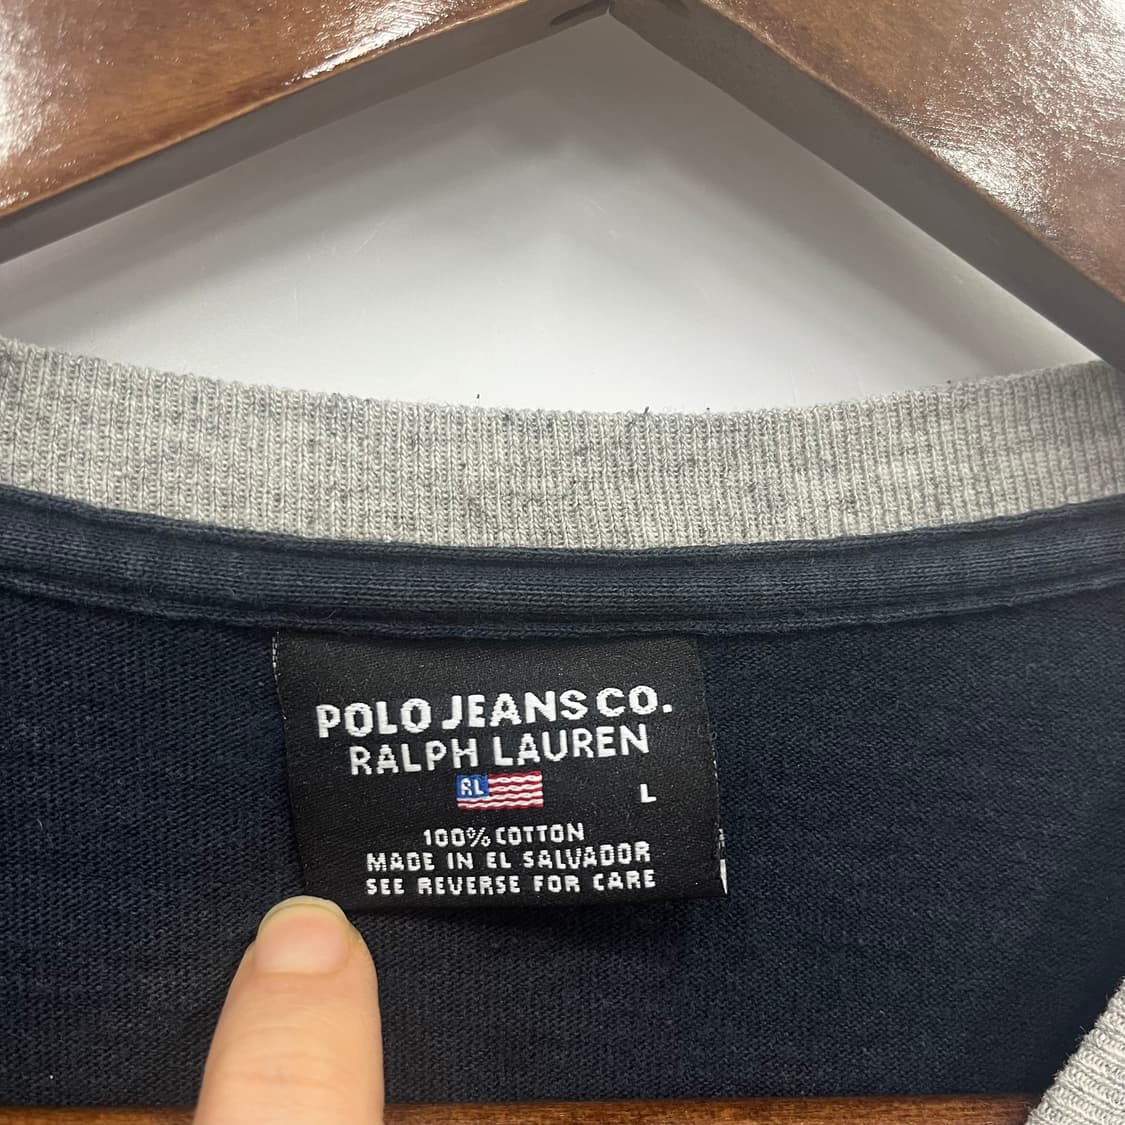 POLO JEANS CO.
RALPH LAUREN
RL
L
100% COTTON
MADE IN EL SALVADOR
SEE REVERSE FOR CARE